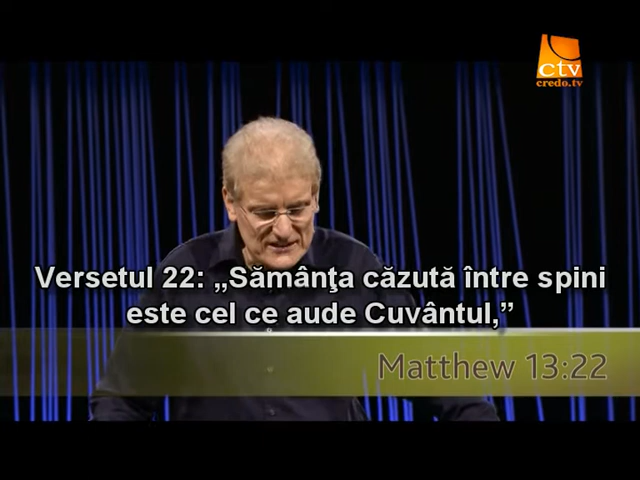 ctv
credo.tv
Versetul 22: „Sămânţa căzută între spini
este cel ce aude Cuvântul,”
Matthew 13:22